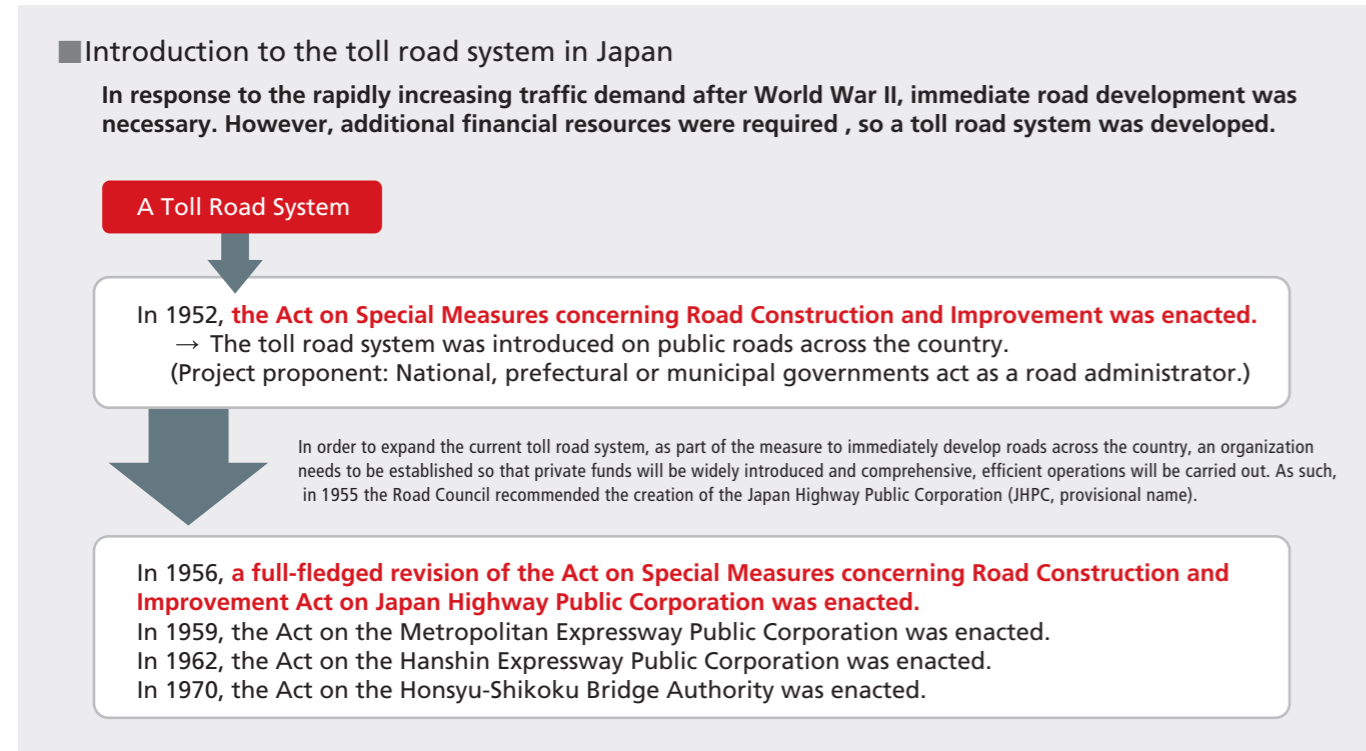 ■Introduction to the toll road system in Japan
In response to the rapidly increasing traffic demand after World War II, immediate road development was
necessary. However, additional financial resources were required , so a toll road system was developed.
A Toll Road System
In 1952, the Act on Special Measures concerning Road Construction and Improvement was enacted.
→ The toll road system was introduced on public roads across the country.
(Project proponent: National, prefectural or municipal governments act as a road administrator.)
In order to expand the current toll road system, as part of the measure to immediately develop roads across the country, an organization
needs to be established so that private funds will be widely introduced and comprehensive, efficient operations will be carried out. As such,
in 1955 the Road Council recommended the creation of the Japan Highway Public Corporation (JHPC, provisional name).
In 1956, a full-fledged revision of the Act on Special Measures concerning Road Construction and
Improvement Act on Japan Highway Public Corporation was enacted.
In 1959, the Act on the Metropolitan Expressway Public Corporation was enacted.
In 1962, the Act on the Hanshin Expressway Public Corporation was enacted.
In 1970, the Act on the Honsyu-Shikoku Bridge Authority was enacted.